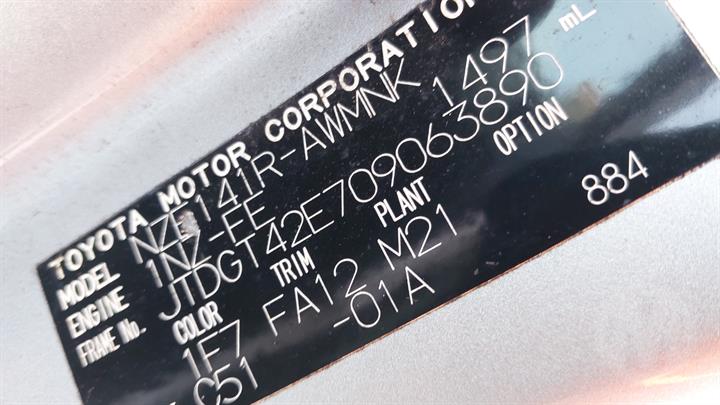 TOYOTA MOTOR CORPORATION
MODEL NZE141R-AWMNK 1497 mL
ENGINE 1NZ-FE
FRAME No. JTDGT42E709063890
COLOR TRIM PLANT OPTION
1F7 FA12 M21 884
C51 -01A